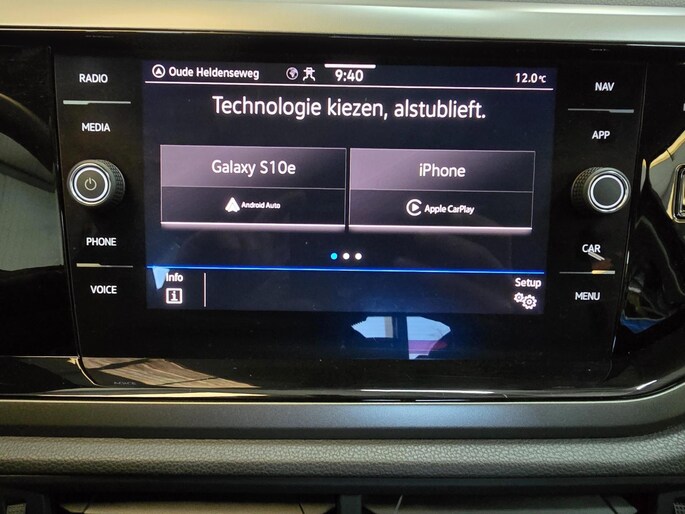 RADIO
MEDIA
PHONE
VOICE
Oude Heldenseweg
9:40
12.0°C
Technologie kiezen, alstublieft.
Galaxy S10e
Android Auto
iPhone
Apple CarPlay
Info
Setup
NAV
APP
CAR
MENU